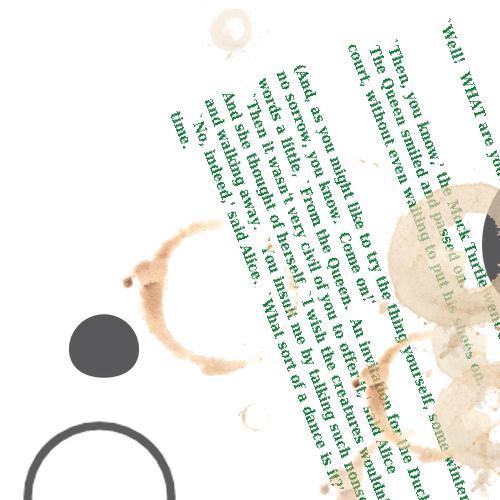 `Well!  WHAT are you
`Then, you know,' the Mock Turtle went
The Queen smiled and passed on.
court, without even waiting to put his shoes on.
(And, as you might like to try the thing yourself, some winter
no sorrow, you know.  Come on!'
words a little, `From the Queen.  An invitation for the Duc
`Then it wasn't very civil of you to offer it,' said Alice
And she thought of herself, `I wish the creatures wouldn
and walking away.  `You insult me by talking such nons
`No, indeed,' said Alice.  `What sort of a dance is it?'
time.